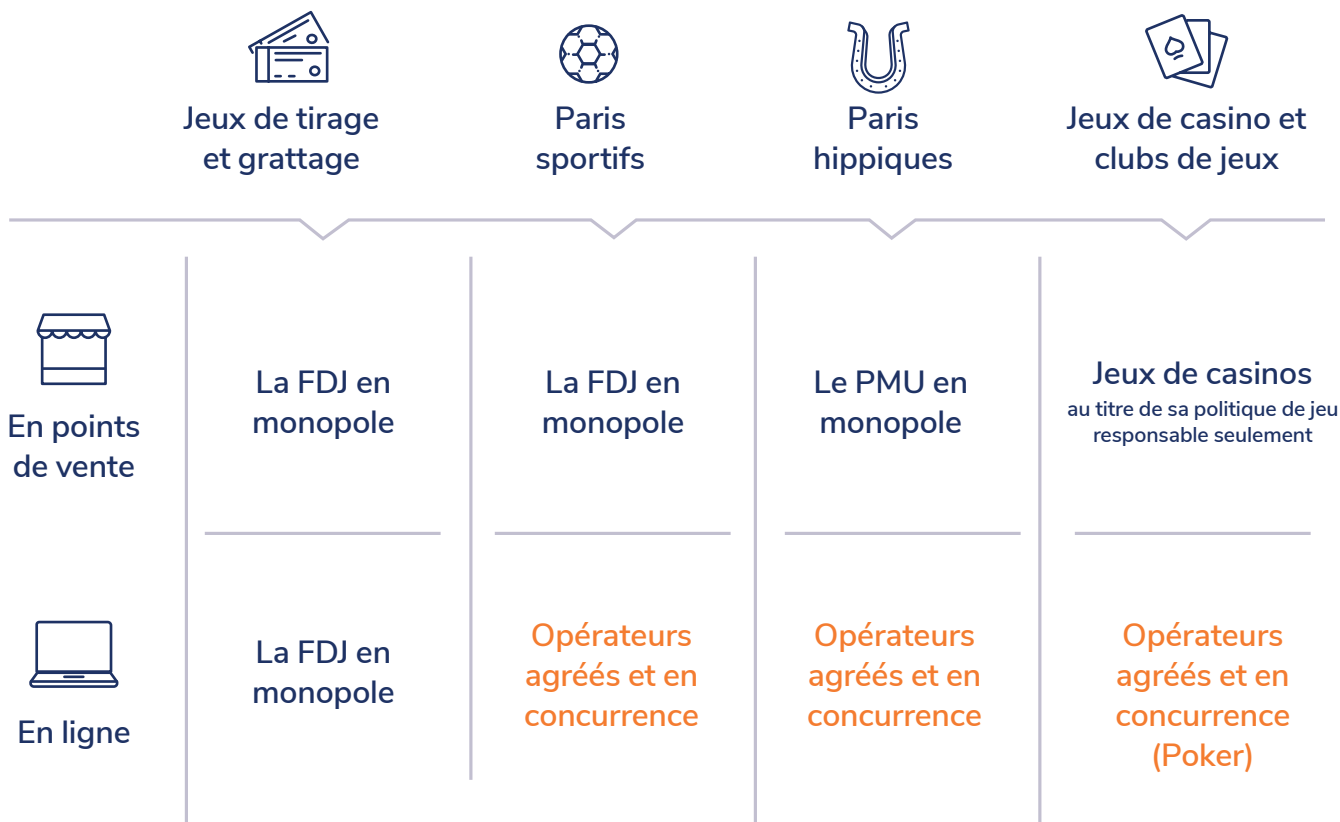 Jeux de tirage
et grattage
Paris
sportifs
Paris
hippiques
Jeux de casino et
clubs de jeux
En points
de vente
La FDJ en
monopole
La FDJ en
monopole
Le PMU en
monopole
Jeux de casinos
au titre de sa politique de jeu
responsable seulement
En ligne
La FDJ en
monopole
Opérateurs
agréés et en
concurrence
Opérateurs
agréés et en
concurrence
Opérateurs
agréés et en
concurrence
(Poker)